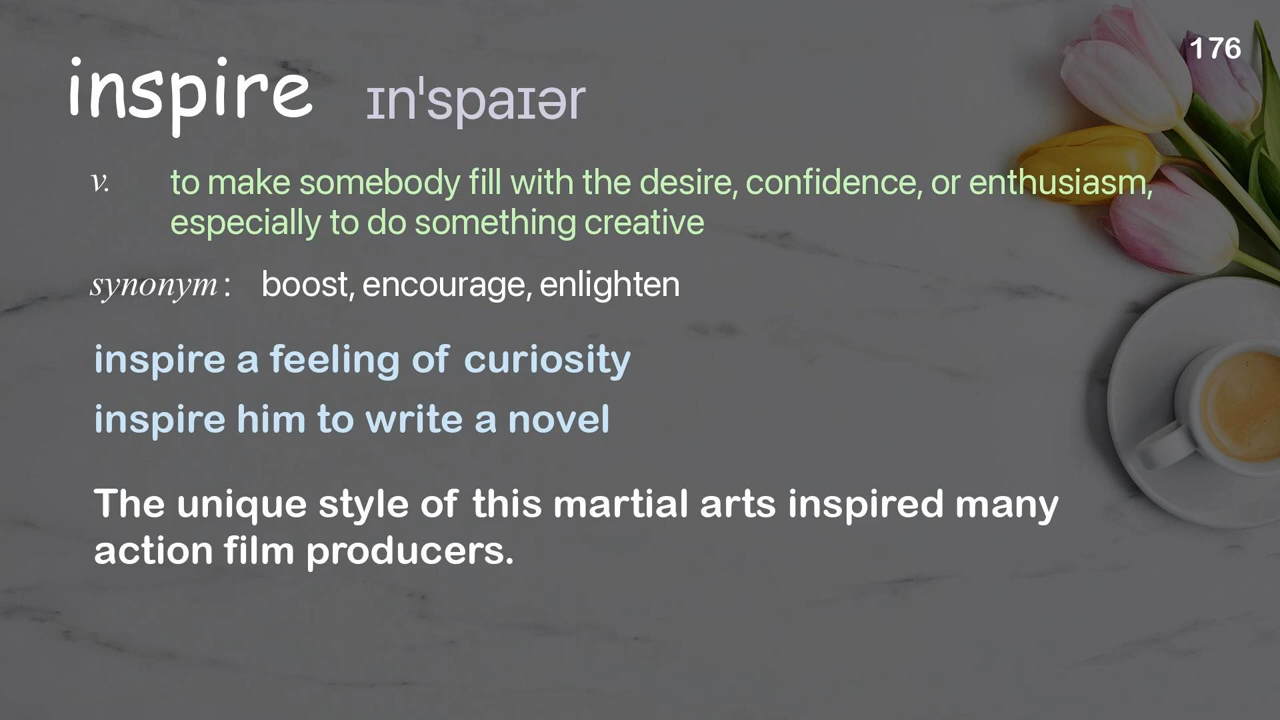 176
inspire ɪn'spaɪər
v. to make somebody fill with the desire, confidence, or enthusiasm,
especially to do something creative
synonym: boost, encourage, enlighten
inspire a feeling of curiosity
inspire him to write a novel
The unique style of this martial arts inspired many
action film producers.